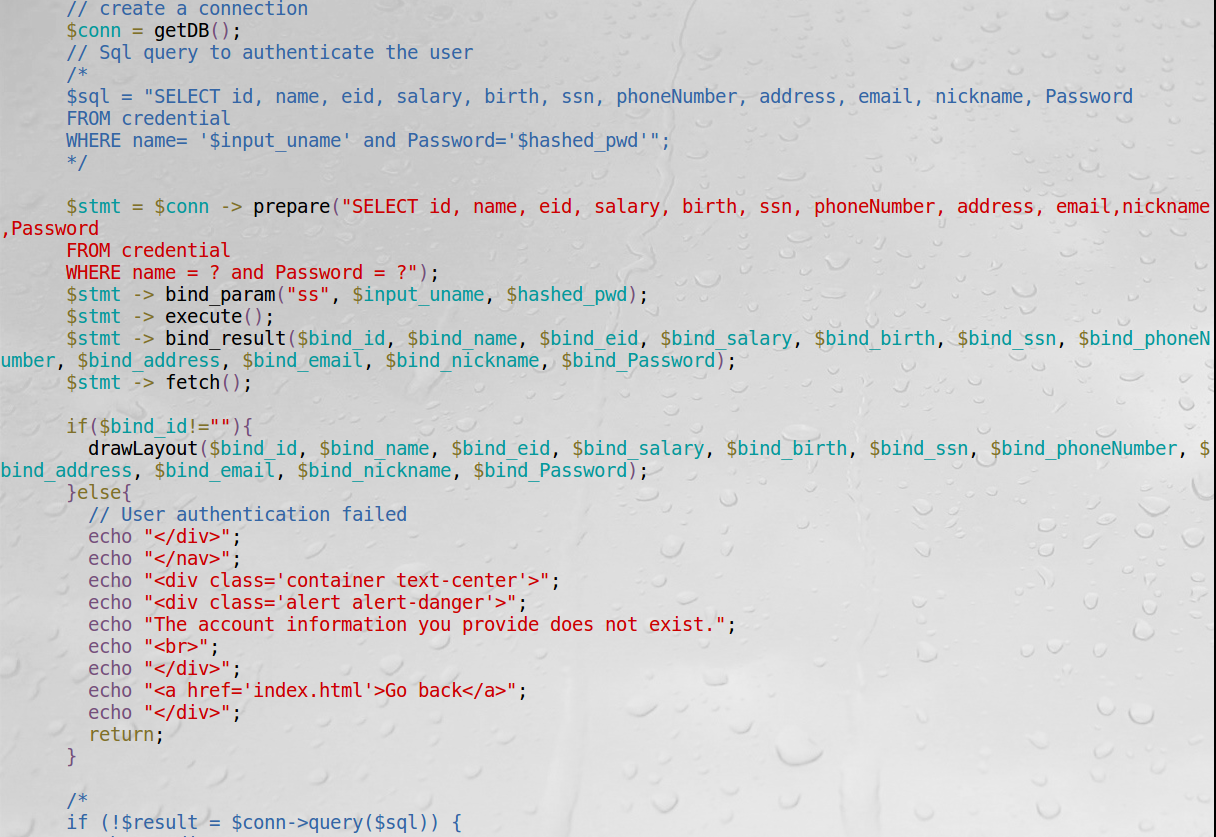 // create a connection
$conn = getDB();
// Sql query to authenticate the user
/*
$sql = "SELECT id, name, eid, salary, birth, ssn, phoneNumber, address, email, nickname, Password
FROM credential
WHERE name= '$input_uname' and Password='$hashed_pwd'";
*/
$stmt = $conn -> prepare("SELECT id, name, eid, salary, birth, ssn, phoneNumber, address, email,nickname
,Password
FROM credential
WHERE name = ? and Password = ?");
$stmt -> bind_param("ss", $input_uname, $hashed_pwd);
$stmt -> execute();
$stmt -> bind_result($bind_id, $bind_name, $bind_eid, $bind_salary, $bind_birth, $bind_ssn, $bind_phoneN
umber, $bind_address, $bind_email, $bind_nickname, $bind_Password);
$stmt -> fetch();
if($bind_id!=""){
drawLayout($bind_id, $bind_name, $bind_eid, $bind_salary, $bind_birth, $bind_ssn, $bind_phoneNumber, $
bind_address, $bind_email, $bind_nickname, $bind_Password);
}else{
// User authentication failed
echo "</div>";
echo "</nav>";
echo "<div class='container text-center'>";
echo "<div class='alert alert-danger'>";
echo "The account information you provide does not exist.";
echo "<br>";
echo "</div>";
echo "<a href='index.html'>Go back</a>";
echo "</div>";
return;
}
/*
if (!$result = $conn->query($sql)) {